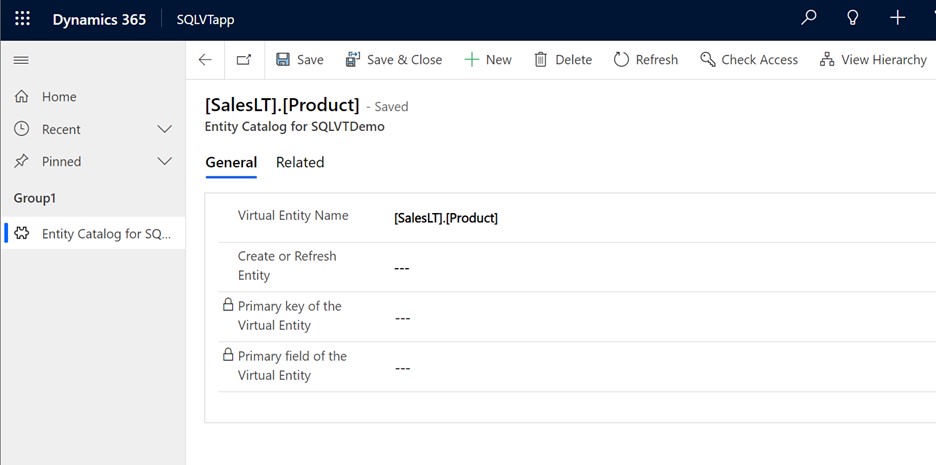 Dynamics 365 SQLVTapp
Save Save & Close New Delete Refresh Check Access View Hierarchy
Home
Recent
Pinned
Group1
Entity Catalog for SQ...
[SalesLT].[Product] - Saved
Entity Catalog for SQLVTDemo
General Related
Virtual Entity Name [SalesLT].[Product]
Create or Refresh
Entity ---
Primary key of the
Virtual Entity ---
Primary field of the
Virtual Entity ---